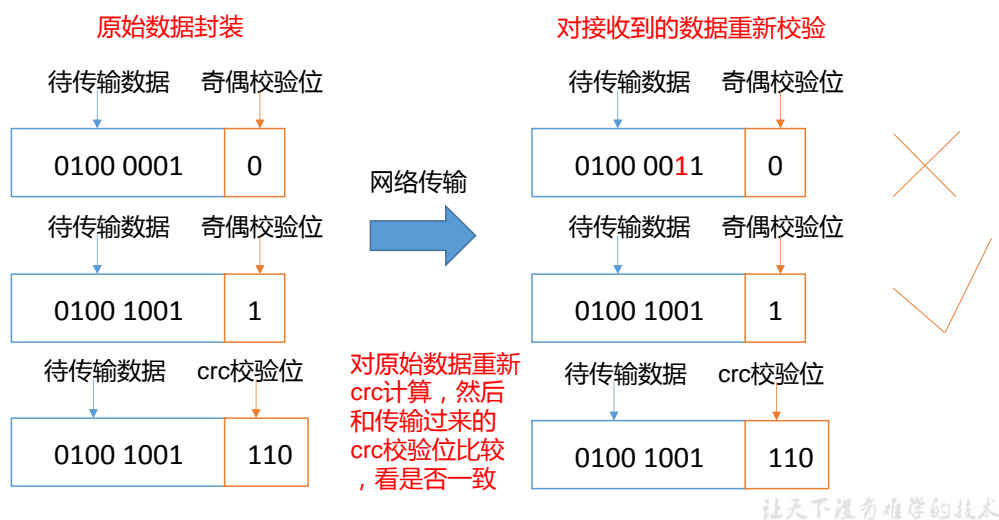 原始数据封装
对接收到的数据重新校验
待传输数据 奇偶校验位
待传输数据 奇偶校验位
0100 0001 0
0100 0011 0
网络传输
待传输数据 奇偶校验位
待传输数据 奇偶校验位
0100 1001 1
0100 1001 1
待传输数据 crc校验位
对原始数据重新
crc计算，然后
和传输过来的
crc校验位比较
，看是否一致
待传输数据 crc校验位
0100 1001 110
0100 1001 110
让天下没有难学的技术